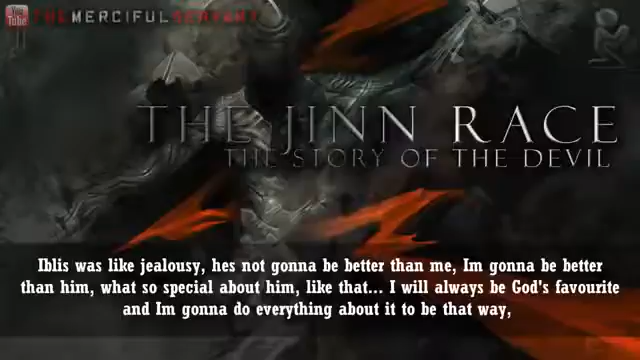 You Tube THEMERCIFULSERVANT
THE JINN RACE
THE STORY OF THE DEVIL
Iblis was like jealousy, hes not gonna be better than me, Im gonna be better
than him, what so special about him, like that... I will always be God's favourite
and Im gonna do everything about it to be that way,